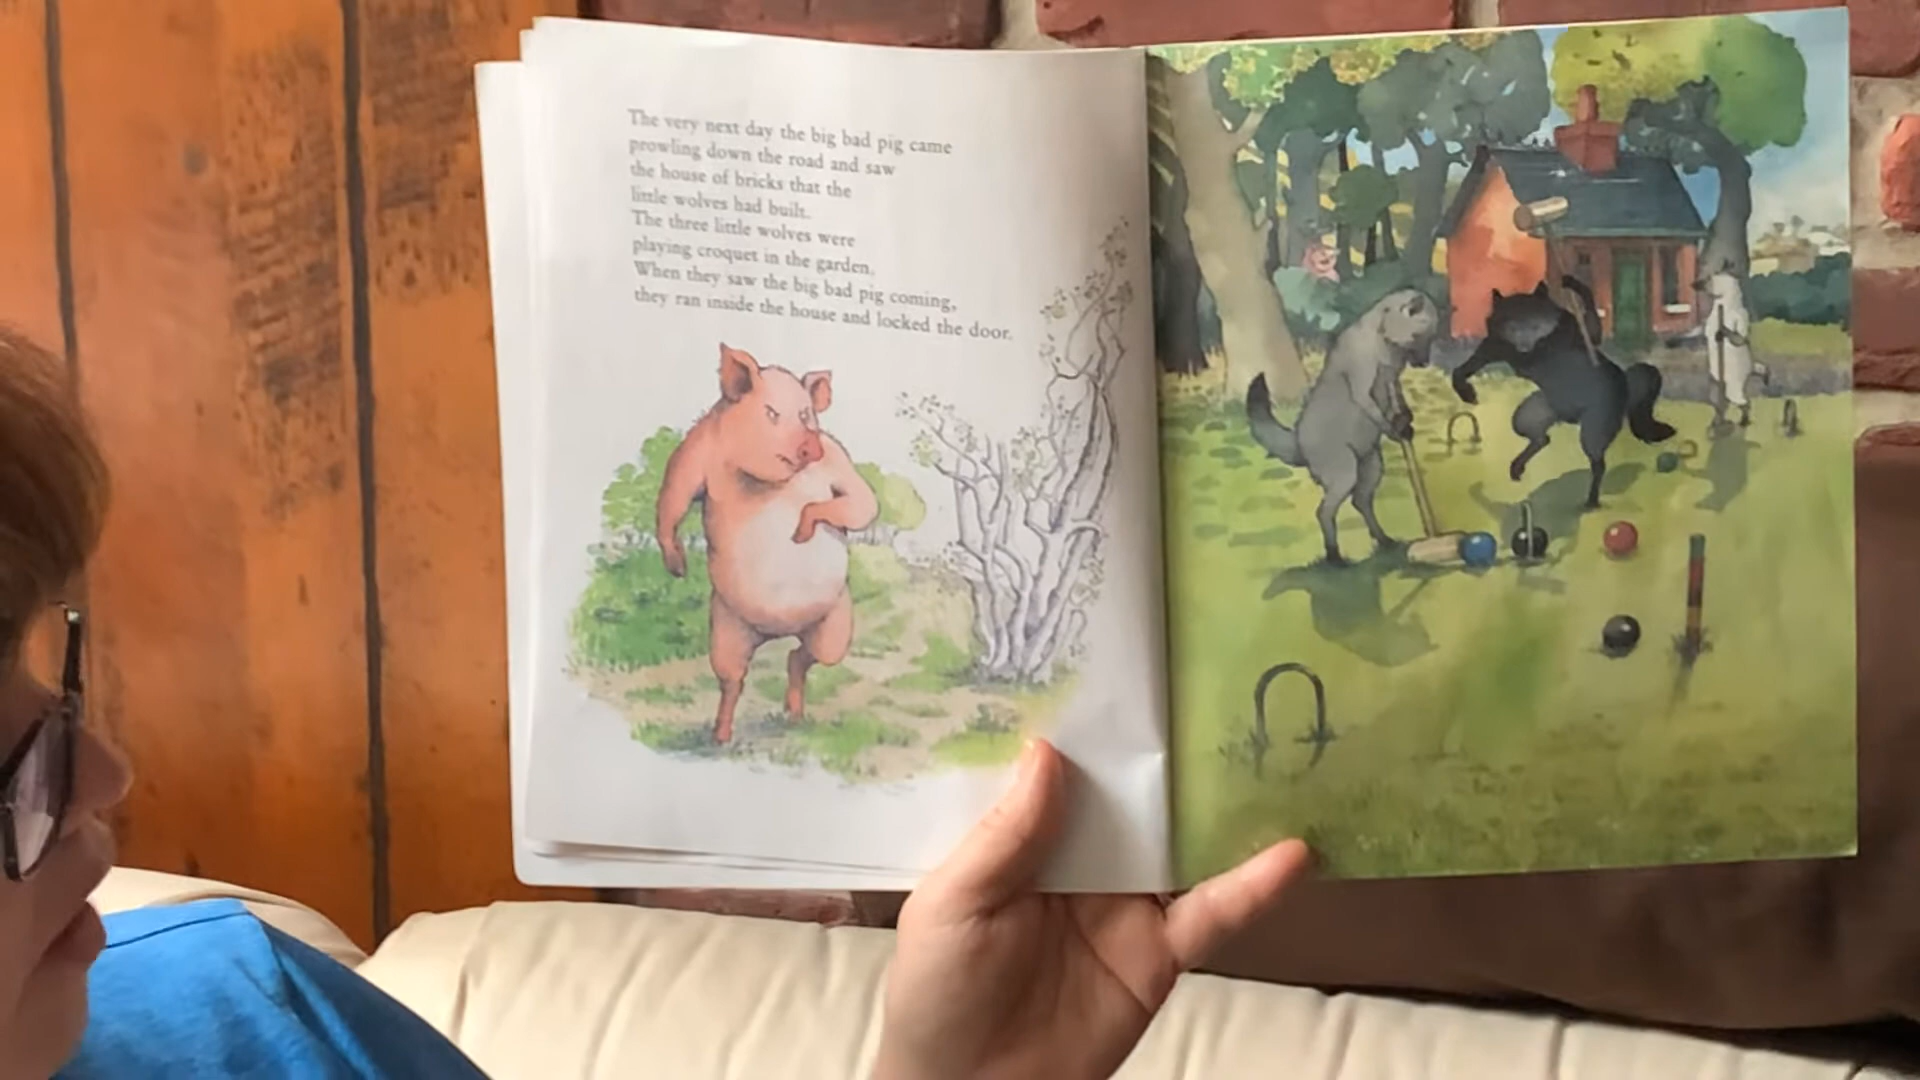 The very next day the big bad pig came
prowling down the road and saw
the house of bricks that the
little wolves had built.
The three little wolves were
playing croquet in the garden.
When they saw the big bad pig coming,
they ran inside the house and locked the door.